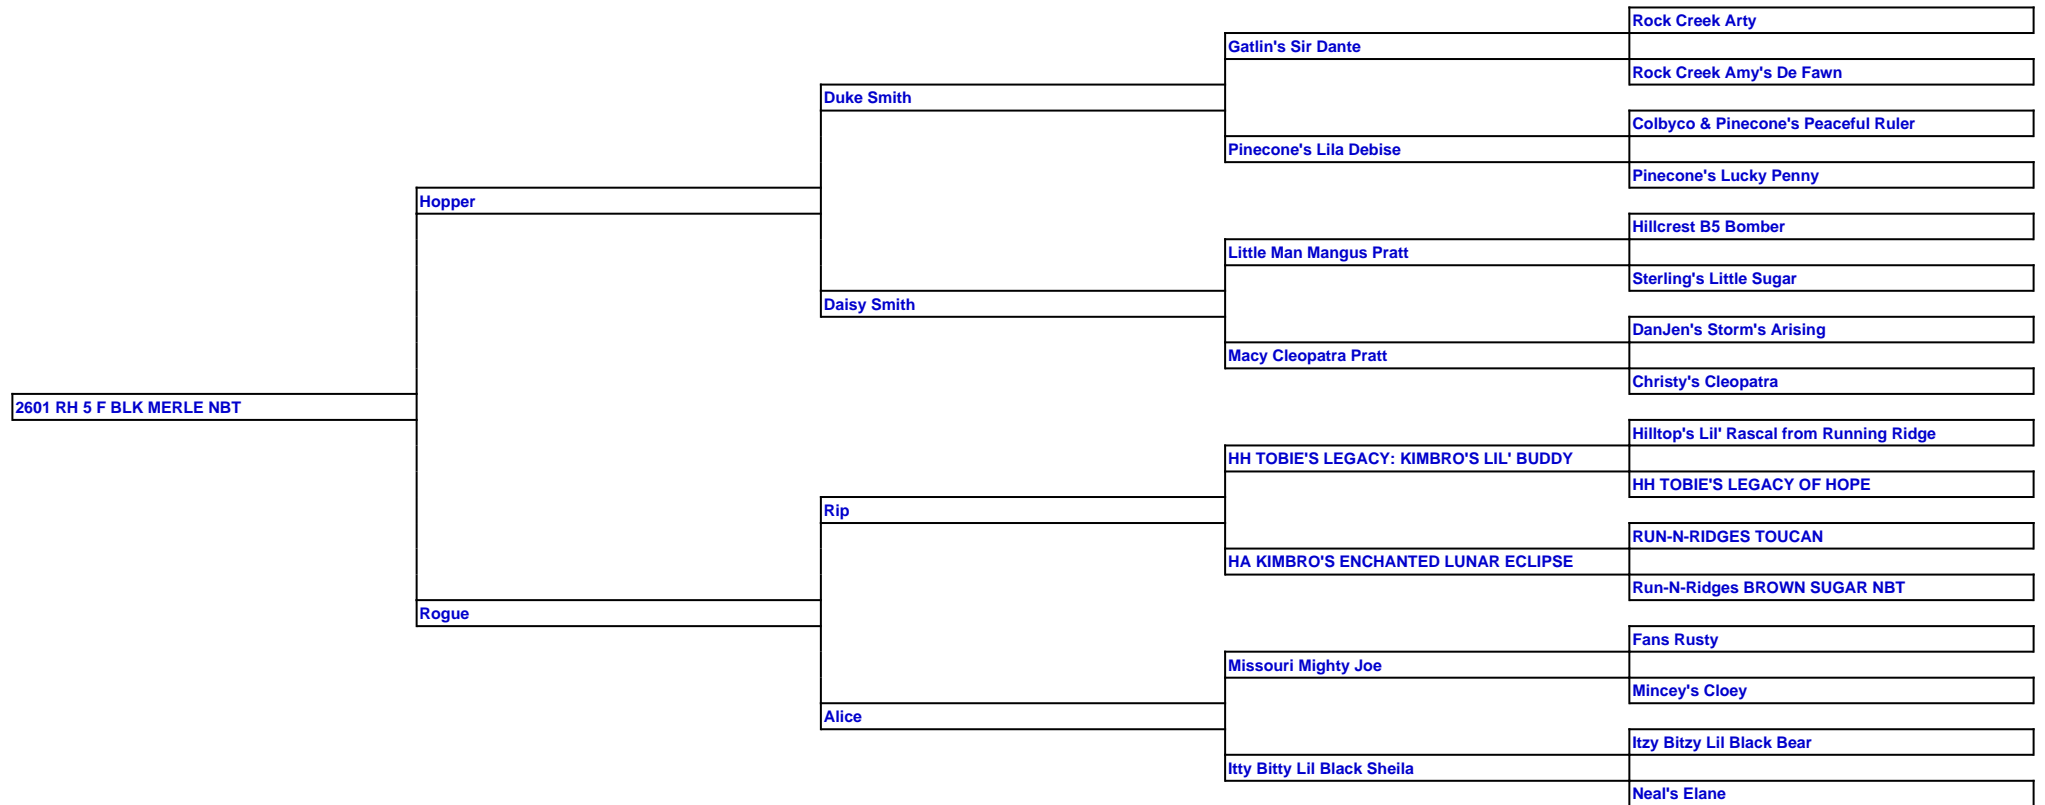 Rock Creek Arty
Gatlin's Sir Dante
Rock Creek Amy's De Fawn
Duke Smith
Colbyco & Pinecone's Peaceful Ruler
Pinecone's Lila Debise
Pinecone's Lucky Penny
Hopper
Hillcrest B5 Bomber
Little Man Mangus Pratt
Sterling's Little Sugar
Daisy Smith
DanJen's Storm's Arising
Macy Cleopatra Pratt
Christy's Cleopatra
2601 RH 5 F BLK MERLE NBT
Hilltop's Lil' Rascal from Running Ridge
HH TOBIE'S LEGACY: KIMBRO'S LIL' BUDDY
HH TOBIE'S LEGACY OF HOPE
Rip
RUN-N-RIDGES TOUCAN
HA KIMBRO'S ENCHANTED LUNAR ECLIPSE
Run-N-Ridges BROWN SUGAR NBT
Rogue
Fans Rusty
Missouri Mighty Joe
Mincey's Cloey
Alice
Itzy Bitzy Lil Black Bear
Itty Bitty Lil Black Sheila
Neal's Elane